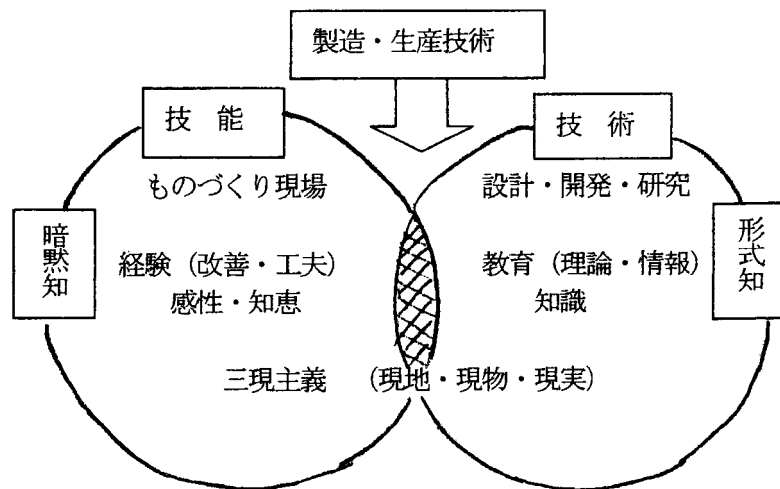 製造・生産技術
技 能
技 術
ものづくり現場
設計・開発・研究
暗黙知
形式知
経験（改善・工夫）
感性・知恵
教育（理論・情報）
知識
三現主義 （現地・現物・現実）